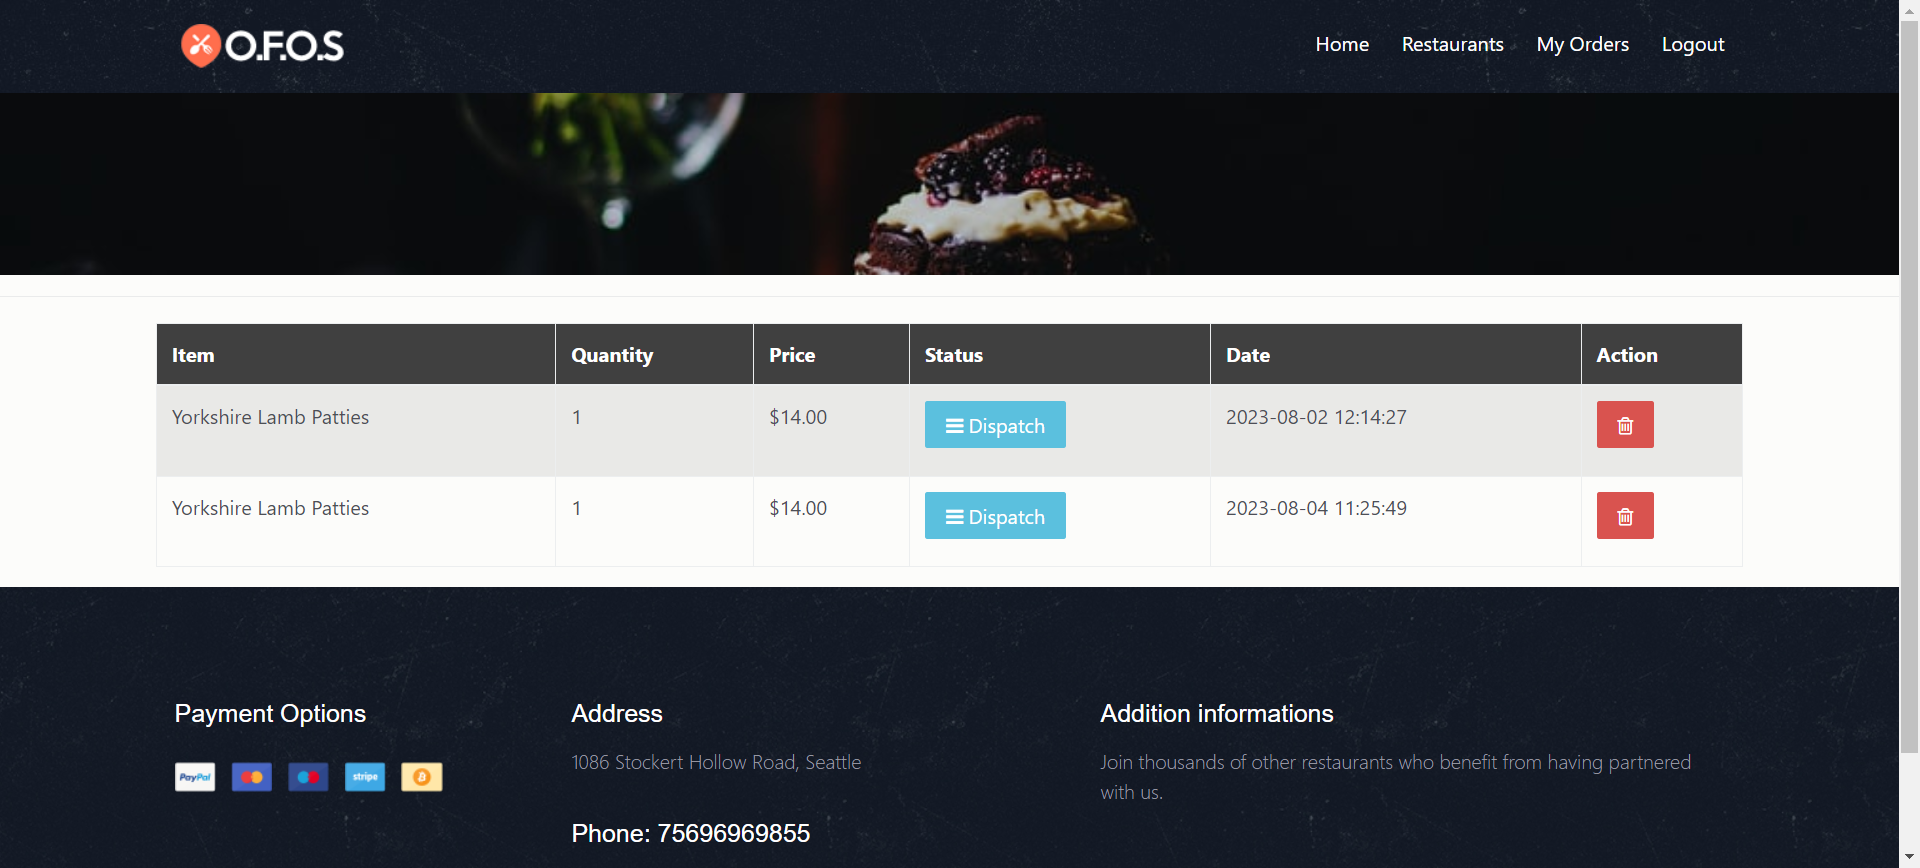 O.F.O.S
Home Restaurants My Orders Logout
Item Quantity Price Status Date Action
Yorkshire Lamb Patties 1 $14.00 Dispatch 2023-08-02 12:14:27
Yorkshire Lamb Patties 1 $14.00 Dispatch 2023-08-04 11:25:49
Payment Options Address Addition informations
1086 Stockert Hollow Road, Seattle Join thousands of other restaurants who benefit from having partnered
PayPal stripe with us.
Phone: 75696969855